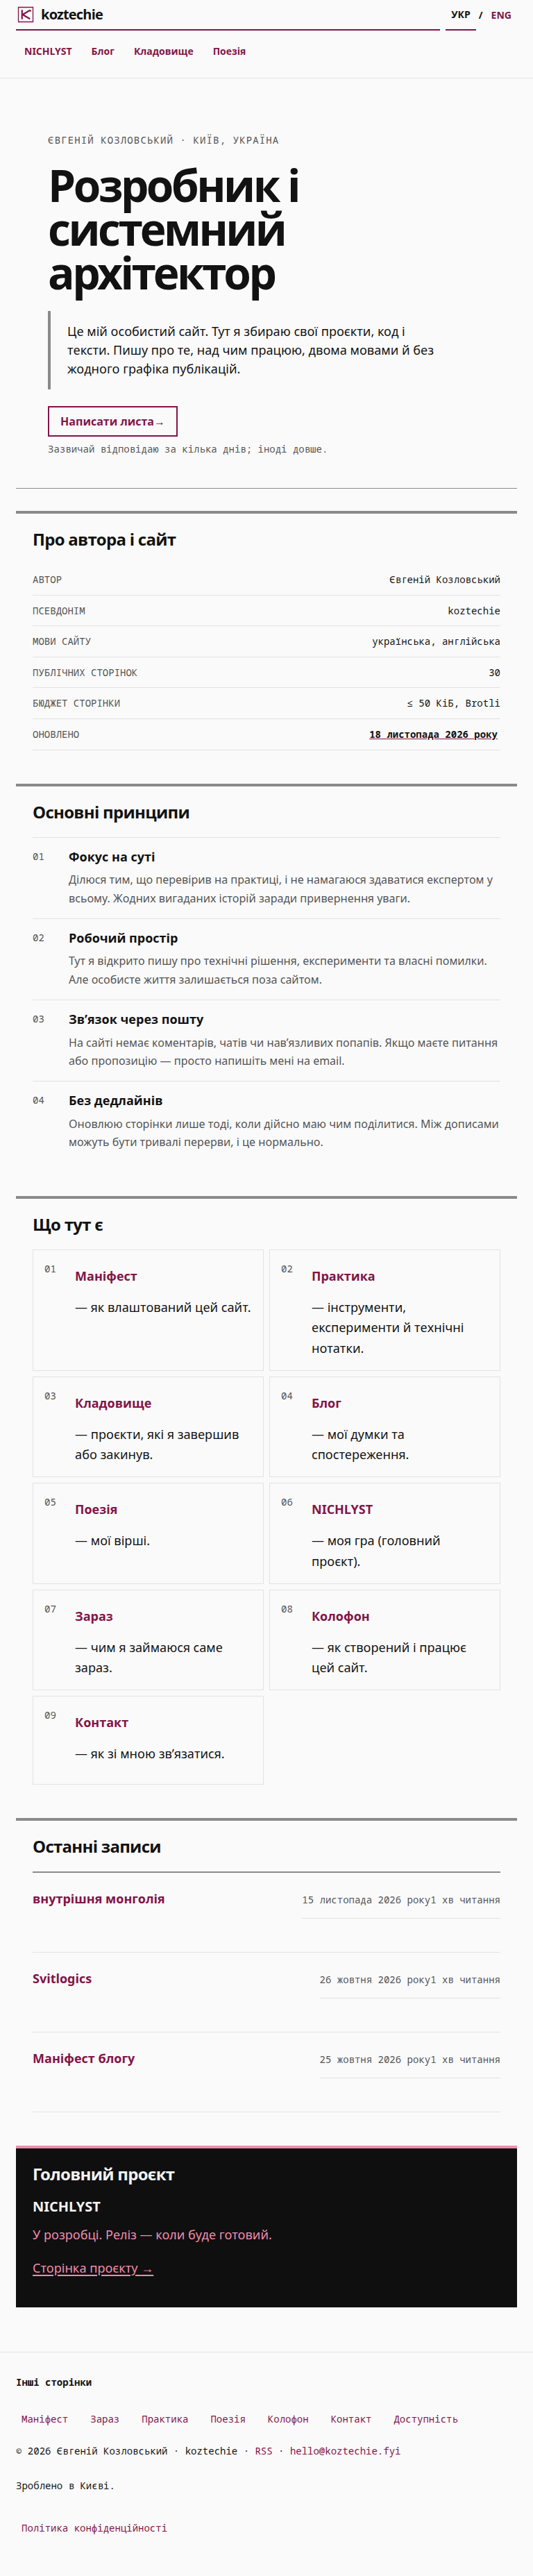 koztechie
УКР / ENG
NICHLYST Блог Кладовище Поезія
ЄВГЕНІЙ КОЗЛОВСЬКИЙ · КИЇВ, УКРАЇНА
Розробник і
системний
архітектор
Це мій особистий сайт. Тут я збираю свої проєкти, код і
тексти. Пишу про те, над чим працюю, двома мовами й без
жодного графіка публікацій.
Написати листа→
Зазвичай відповідаю за кілька днів; іноді довше.
Про автора і сайт
АВТОР Євгеній Козловський
ПСЕВДОНІМ koztechie
МОВИ САЙТУ українська, англійська
ПУБЛІЧНИХ СТОРІНОК 30
БЮДЖЕТ СТОРІНКИ ≤ 50 КіБ, Brotli
ОНОВЛЕНО 18 листопада 2026 року
Основні принципи
01 Фокус на суті
Ділюся тим, що перевірив на практиці, і не намагаюся здаватися експертом у
всьому. Жодних вигаданих історій заради привернення уваги.
02 Робочий простір
Тут я відкрито пишу про технічні рішення, експерименти та власні помилки.
Але особисте життя залишається поза сайтом.
03 Зв’язок через пошту
На сайті немає коментарів, чатів чи нав’язливих попапів. Якщо маєте питання
або пропозицію — просто напишіть мені на email.
04 Без дедлайнів
Оновлюю сторінки лише тоді, коли дійсно маю чим поділитися. Між дописами
можуть бути тривалі перерви, і це нормально.
Що тут є
01 Маніфест
— як влаштований цей сайт.
02 Практика
— інструменти,
експерименти й технічні
нотатки.
03 Кладовище
— проєкти, які я завершив
або закинув.
04 Блог
— мої думки та
спостереження.
05 Поезія
— мої вірші.
06 NICHLYST
— моя гра (головний
проєкт).
07 Зараз
— чим я займаюся саме
зараз.
08 Колофон
— як створений і працює
цей сайт.
09 Контакт
— як зі мною зв’язатися.
Останні записи
внутрішня монголія 15 листопада 2026 року1 хв читання
Svitlogics 26 жовтня 2026 року1 хв читання
Маніфест блогу 25 жовтня 2026 року1 хв читання
Головний проєкт
NICHLYST
У розробці. Реліз — коли буде готовий.
Сторінка проєкту →
Інші сторінки
Маніфест Зараз Практика Поезія Колофон Контакт Доступність
© 2026 Євгеній Козловський · koztechie · RSS · hello@koztechie.fyi
Зроблено в Києві.
Політика конфіденційності